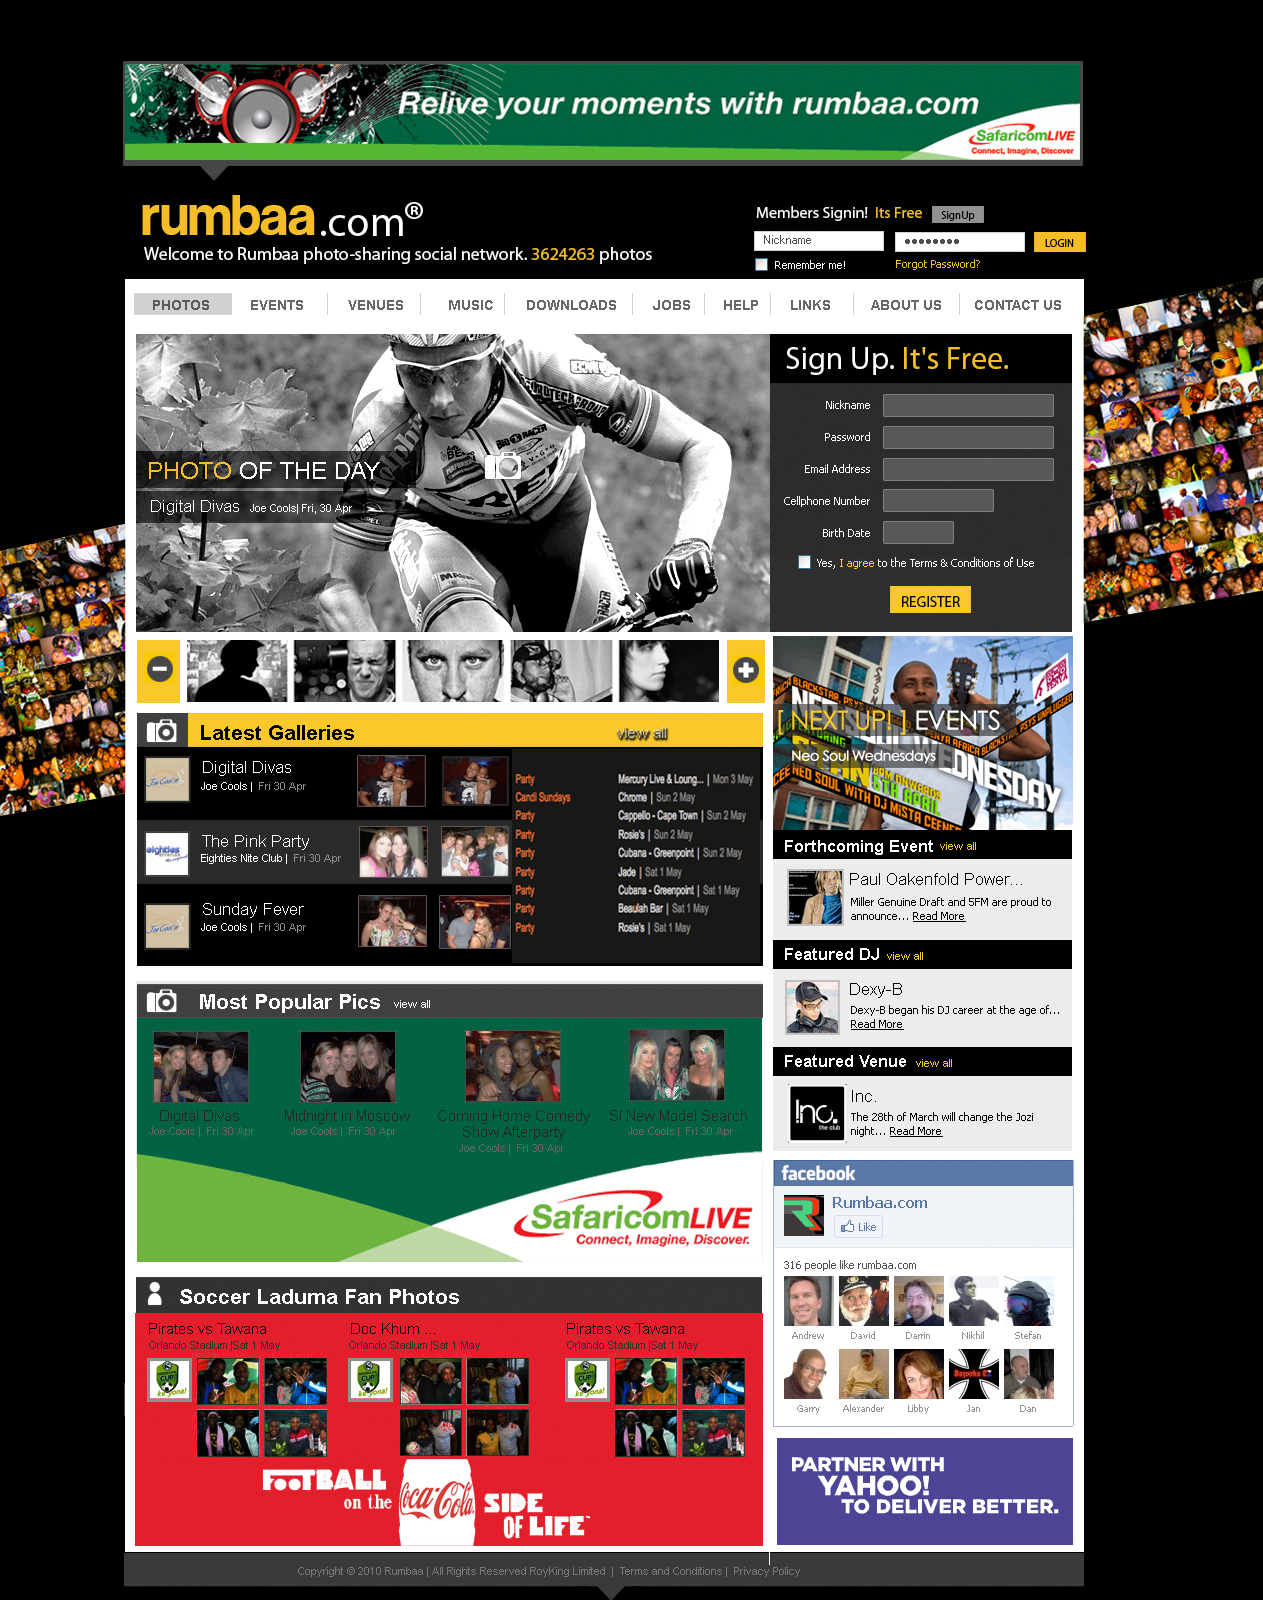 Relive your moments with rumbaa.com
SafaricomLIVE
Connect, Imagine, Discover
rumbaa.com®
Welcome to Rumbaa photo-sharing social network. 3624263 photos
Members Signin! Its Free SignUp
Nickname
LOGIN
Remember me! Forgot Password?
PHOTOS EVENTS VENUES MUSIC DOWNLOADS JOBS HELP LINKS ABOUT US CONTACT US
PHOTO OF THE DAY
Digital Divas Joe Cools| Fri, 30 Apr
Sign Up. It's Free.
Nickname
Password
Email Address
Cellphone Number
Birth Date
Yes, I agree to the Terms & Conditions of Use
REGISTER
Latest Galleries view all
Digital Divas
Joe Cools | Fri 30 Apr
The Pink Party
Eighties Nite Club | Fri 30 Apr
Sunday Fever
Joe Cools | Fri 30 Apr
Party Mercury Live & Loung... | Mon 3 May
Candi Sundays Chrome | Sun 2 May
Party Cappello - Cape Town | Sun 2 May
Party Rosie's | Sun 2 May
Party Cubana - Greenpoint | Sun 2 May
Party Jade | Sat 1 May
Party Cubana - Greenpoint | Sat 1 May
Party Beaulah Bar | Sat 1 May
Party Rosie's | Sat 1 May
[ NEXT UP! ] EVENTS
Neo Soul Wednesdays
Forthcoming Event view all
Paul Oakenfold Power...
Miller Genuine Draft and 5FM are proud to
announce... Read More
Featured DJ view all
Dexy-B
Dexy-B began his DJ career at the age of...
Read More
Featured Venue view all
Inc.
the club
Inc.
The 28th of March will change the Jozi
night... Read More
Most Popular Pics view all
Digital Divas
Joe Cools | Fri 30 Apr
Midnight in Moscow
Joe Cools | Fri 30 Apr
Coming Home Comedy
Show Afterparty
Joe Cools | Fri 30 Apr
SI New Model Search
Joe Cools | Fri 30 Apr
SafaricomLIVE
Connect, Imagine, Discover.
facebook
Rumbaa.com
Like
316 people like rumbaa.com
Andrew David Darrin Nikhil Stefan
Garry Alexander Libby Jan Dan
Soccer Laduma Fan Photos
Pirates vs Tawana
Orlando Stadium |Sat 1 May
Doc Khum ...
Orlando Stadium |Sat 1 May
Pirates vs Tawana
Orlando Stadium |Sat 1 May
FOOTBALL
on the
Coca-Cola
SIDE
OF LIFE™
PARTNER WITH
YAHOO!
TO DELIVER BETTER.
Copyright © 2010 Rumbaa | All Rights Reserved RoyKing Limited | Terms and Conditions | Privacy Policy